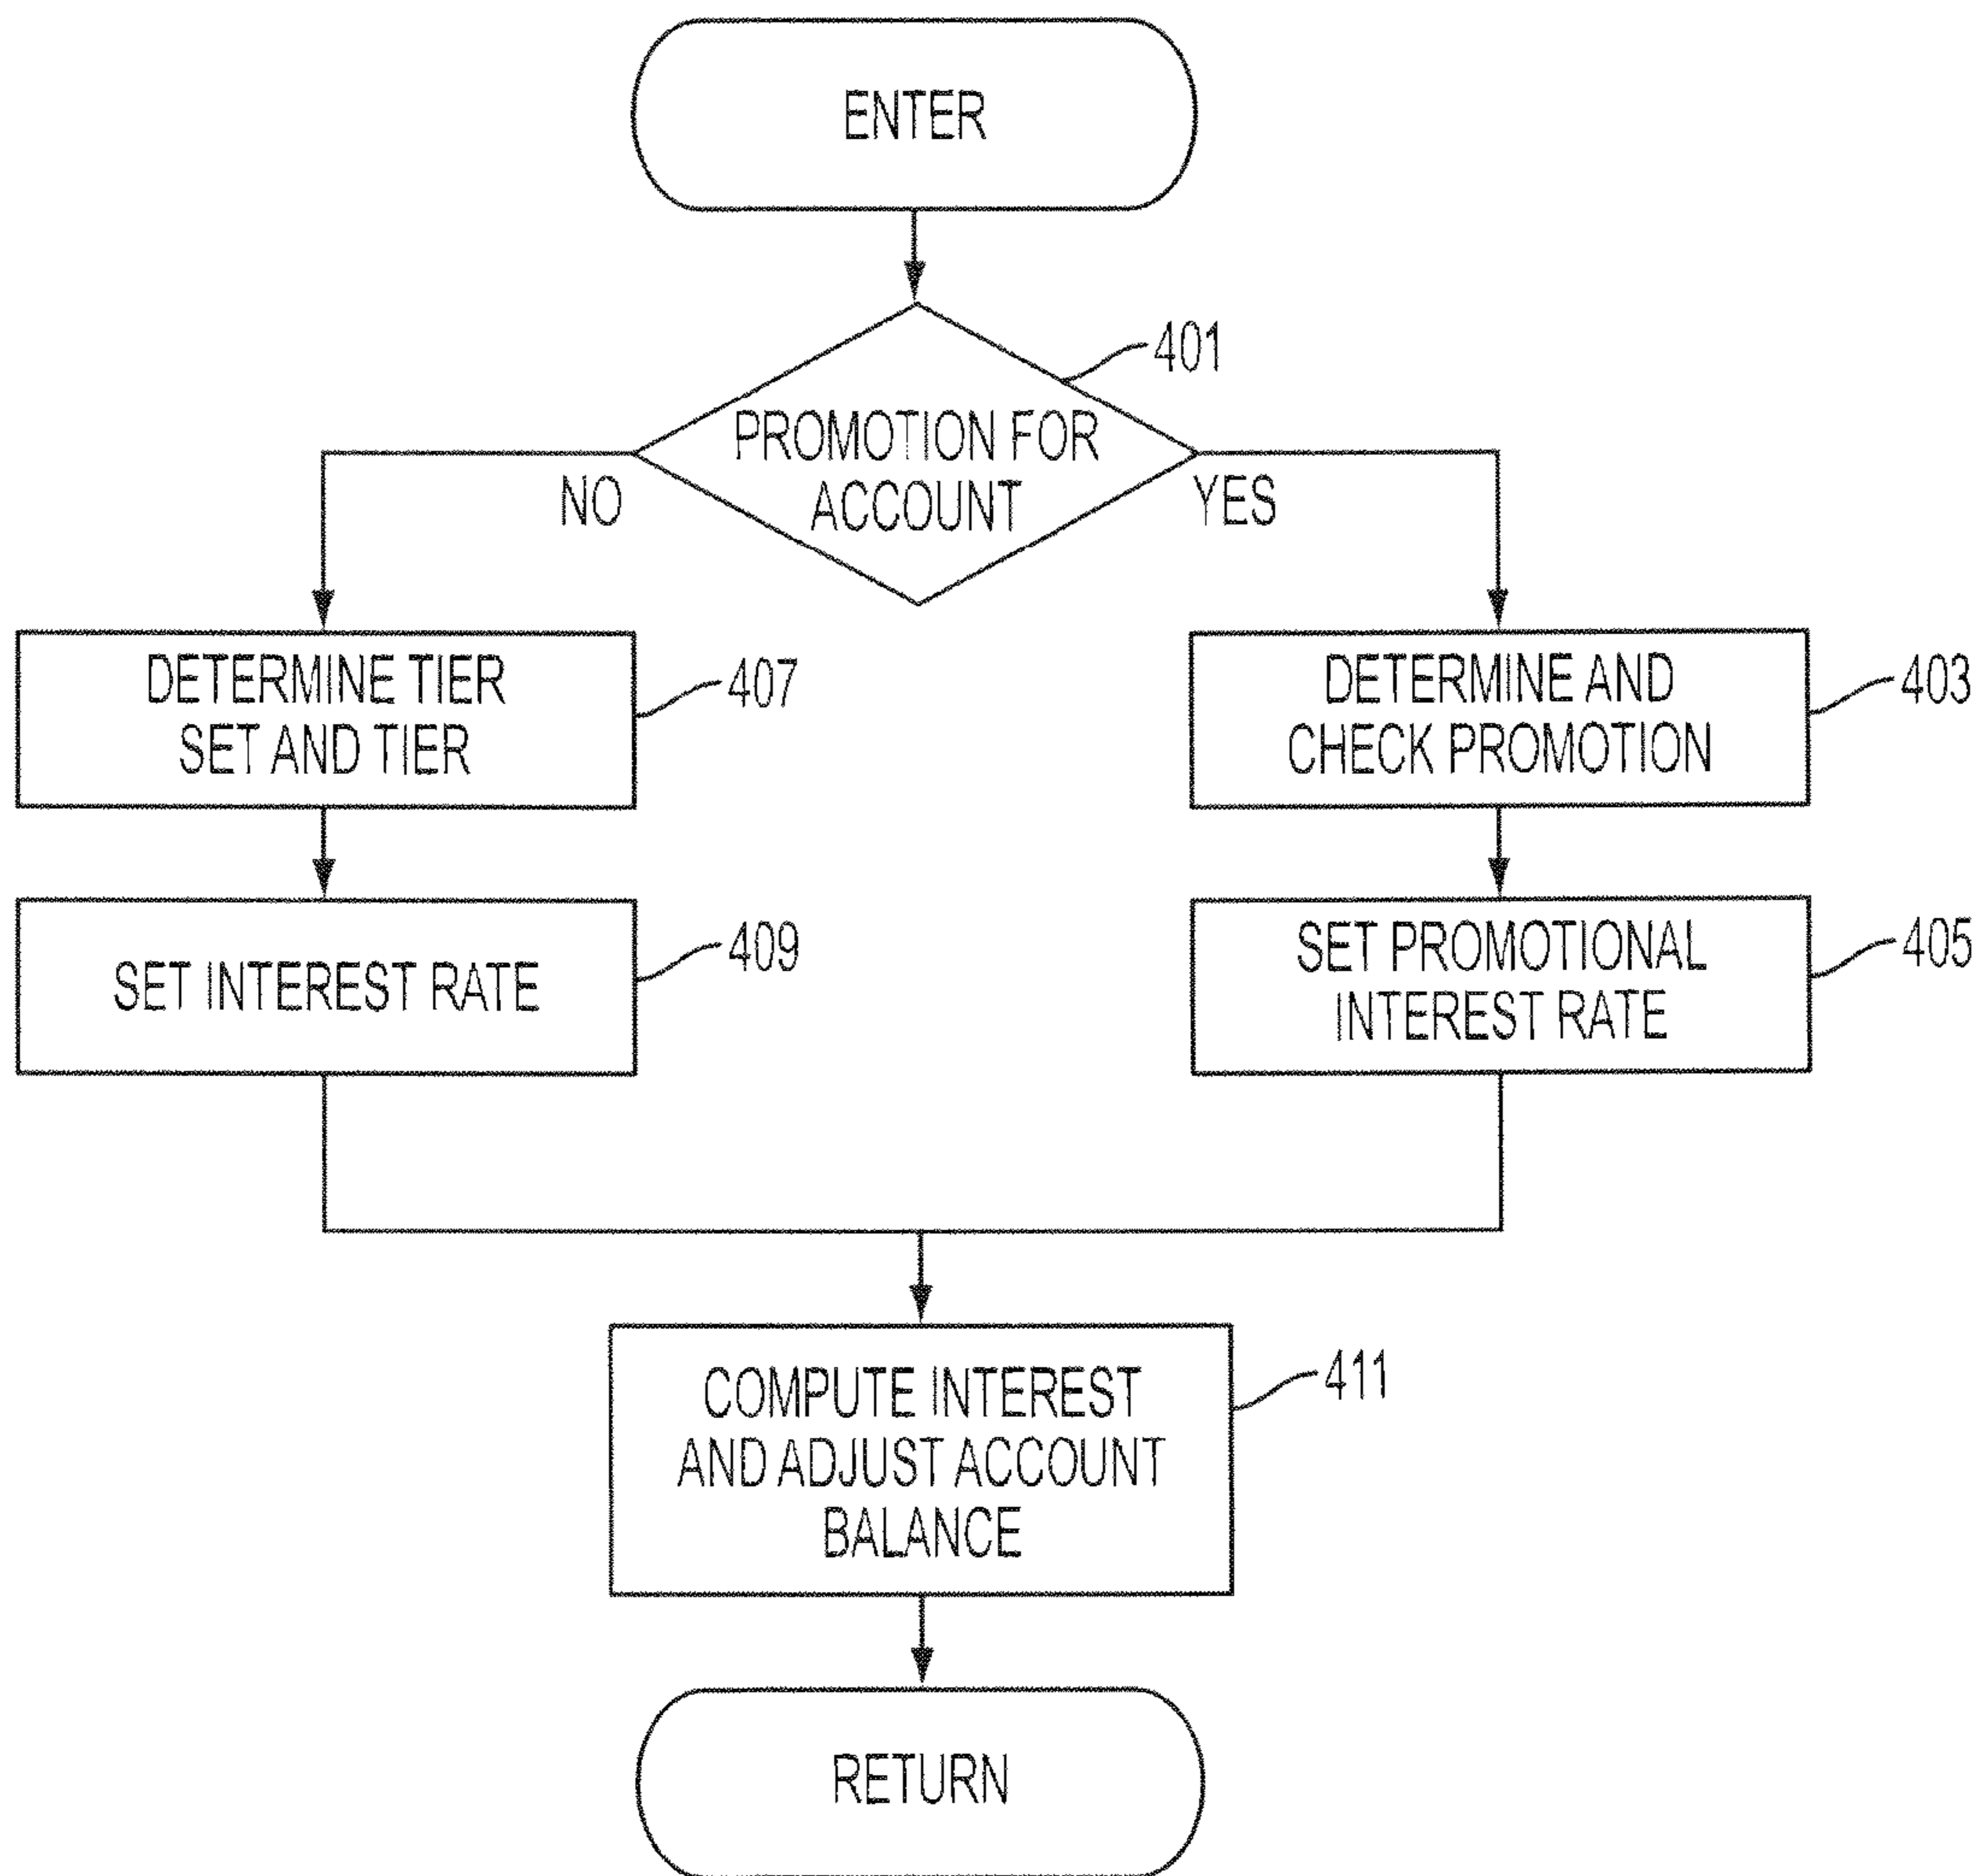 ENTER
401
PROMOTION FOR
ACCOUNT
NO
YES
DETERMINE TIER
SET AND TIER
407
DETERMINE AND
CHECK PROMOTION
403
SET INTEREST RATE
409
SET PROMOTIONAL
INTEREST RATE
405
COMPUTE INTEREST
AND ADJUST ACCOUNT
BALANCE
411
RETURN